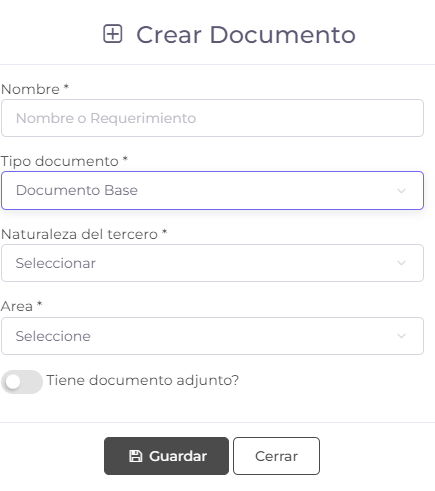 Crear Documento
Nombre *
Nombre o Requerimiento
Tipo documento *
Documento Base
Naturaleza del tercero *
Seleccionar
Area *
Seleccione
Tiene documento adjunto?
Guardar Cerrar